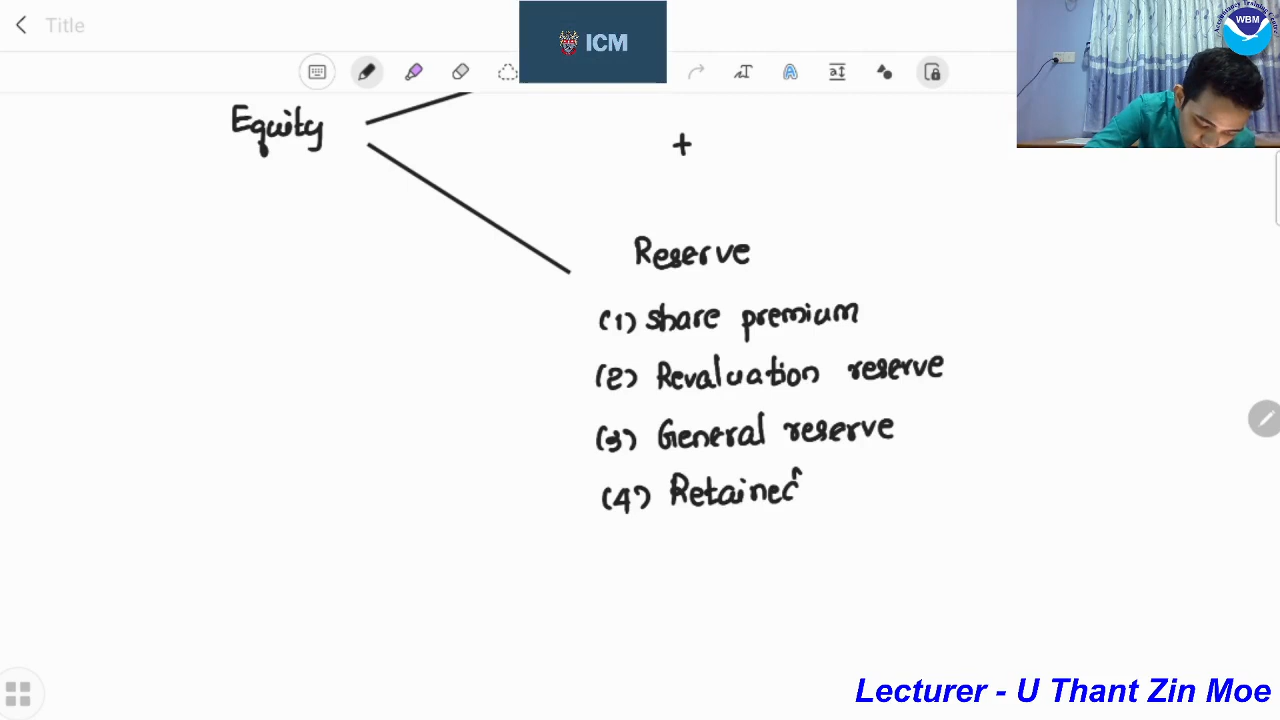 Title
ICM
WBM
Equity
+
Reserve
(1) share premium
(2) Revaluation reserve
(3) General reserve
(4) Retained
Lecturer - U Thant Zin Moe